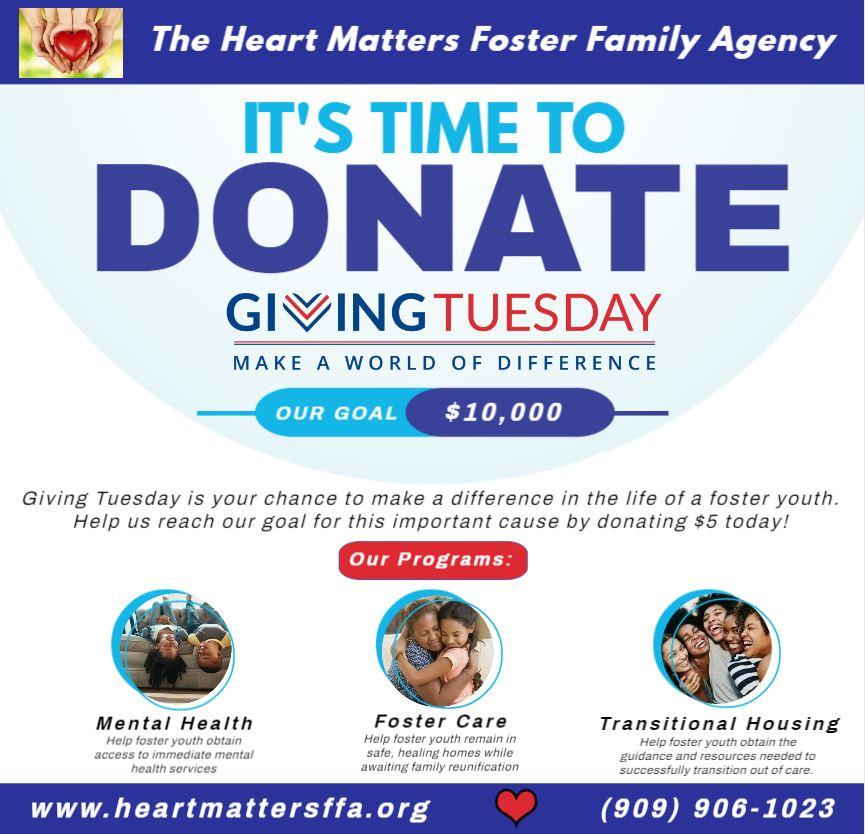 The Heart Matters Foster Family Agency
IT'S TIME TO
DONATE
GIVINGTUESDAY
MAKE A WORLD OF DIFFERENCE
OUR GOAL $10,000
Giving Tuesday is your chance to make a difference in the life of a foster youth.
Help us reach our goal for this important cause by donating $5 today!
Our Programs:
Mental Health
Help foster youth obtain
access to immediate mental
health services
Foster Care
Help foster youth remain in
safe, healing homes while
awaiting family reunification
Transitional Housing
Help foster youth obtain the
guidance and resources needed to
successfully transition out of care.
www.heartmattersffa.org (909) 906-1023